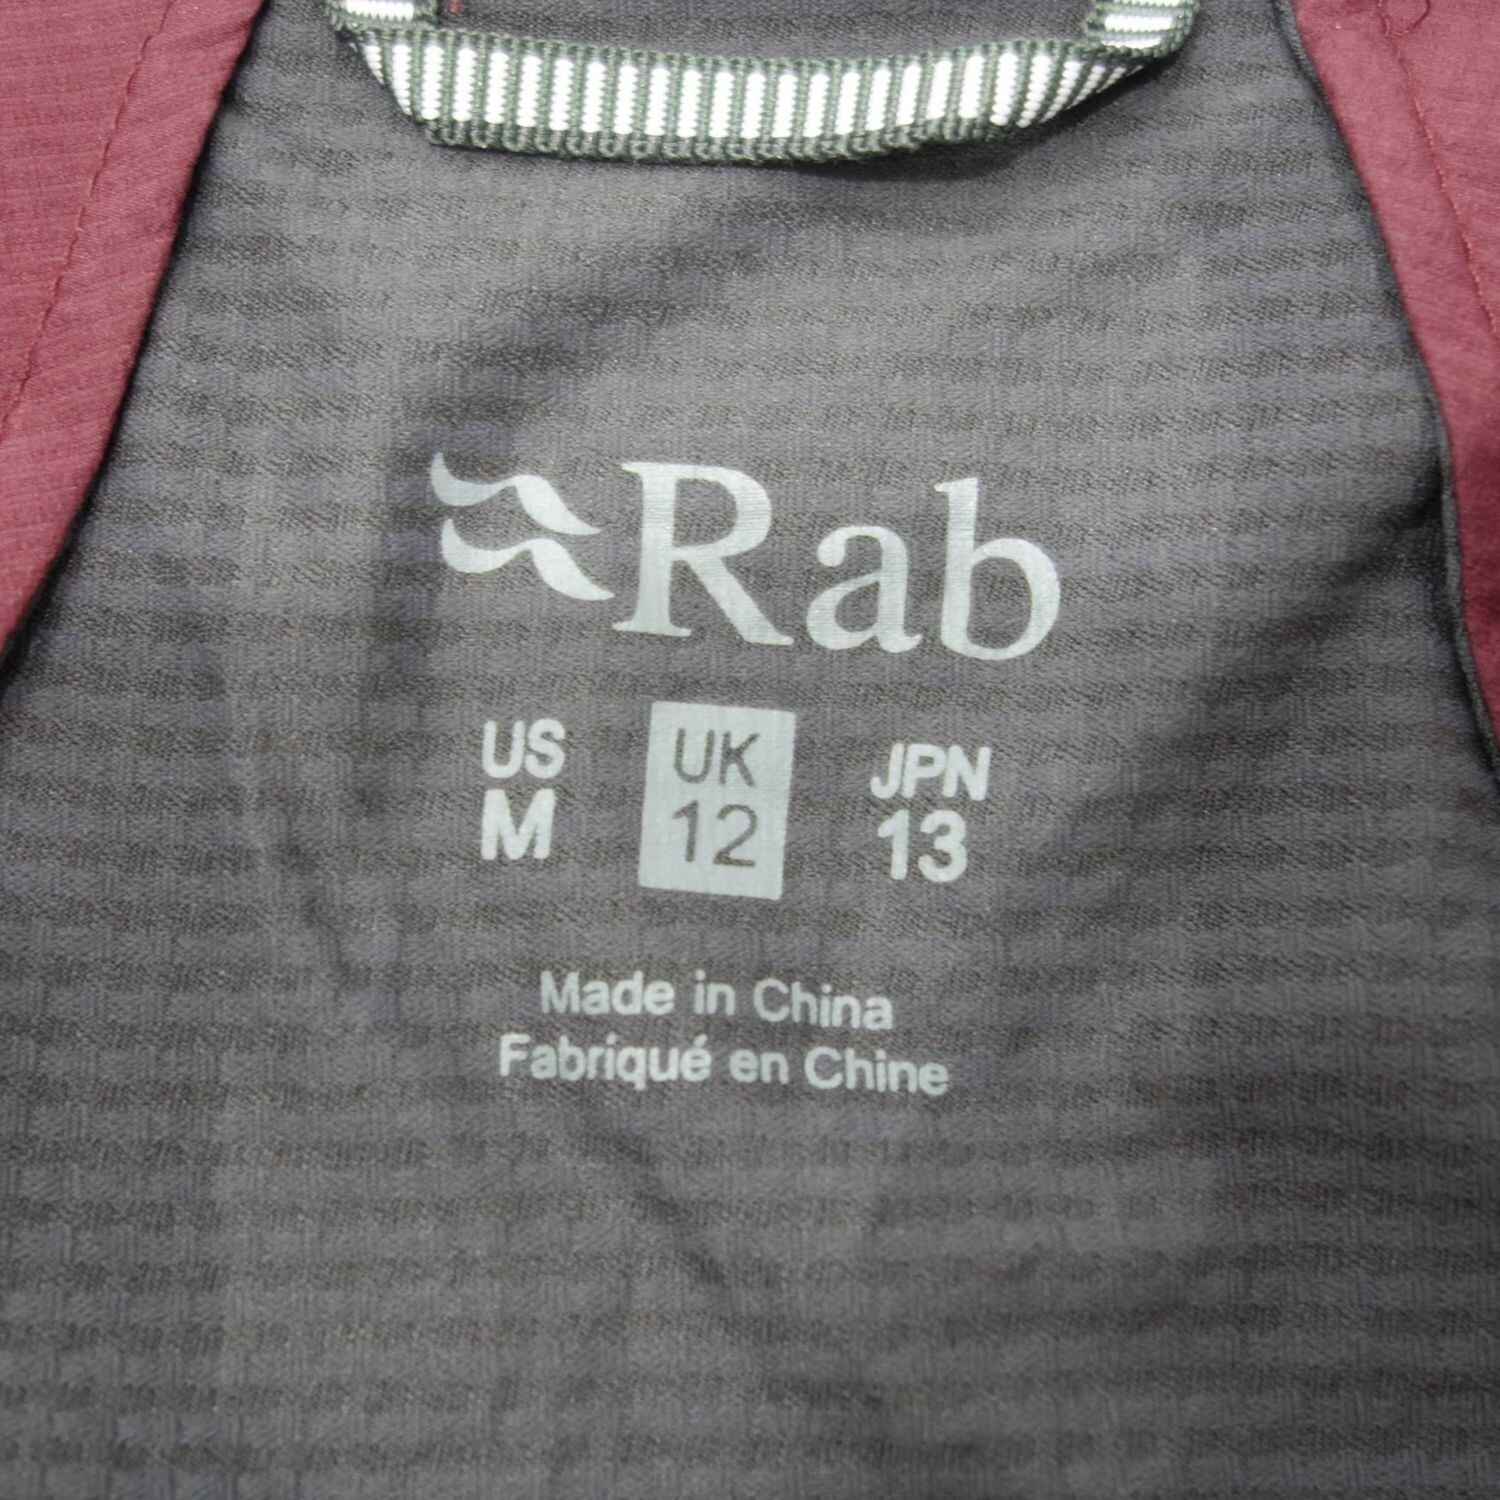 Rab
US UK JPN
M 12 13
Made in China
Fabriqué en Chine